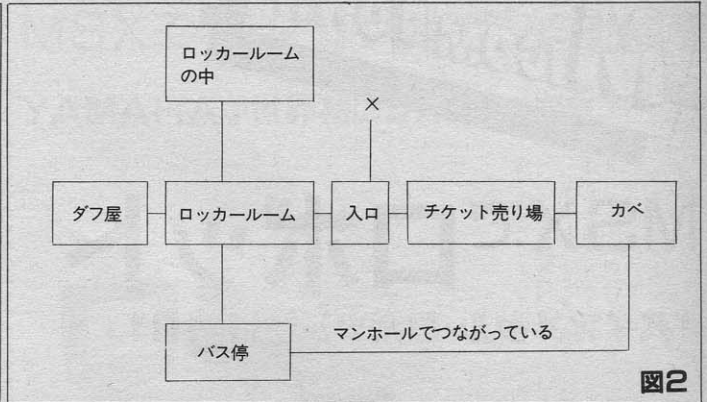 ロッカールーム
の中
×
ダフ屋
ロッカールーム
入口
チケット売り場
カベ
バス停
マンホールでつながっている
図2